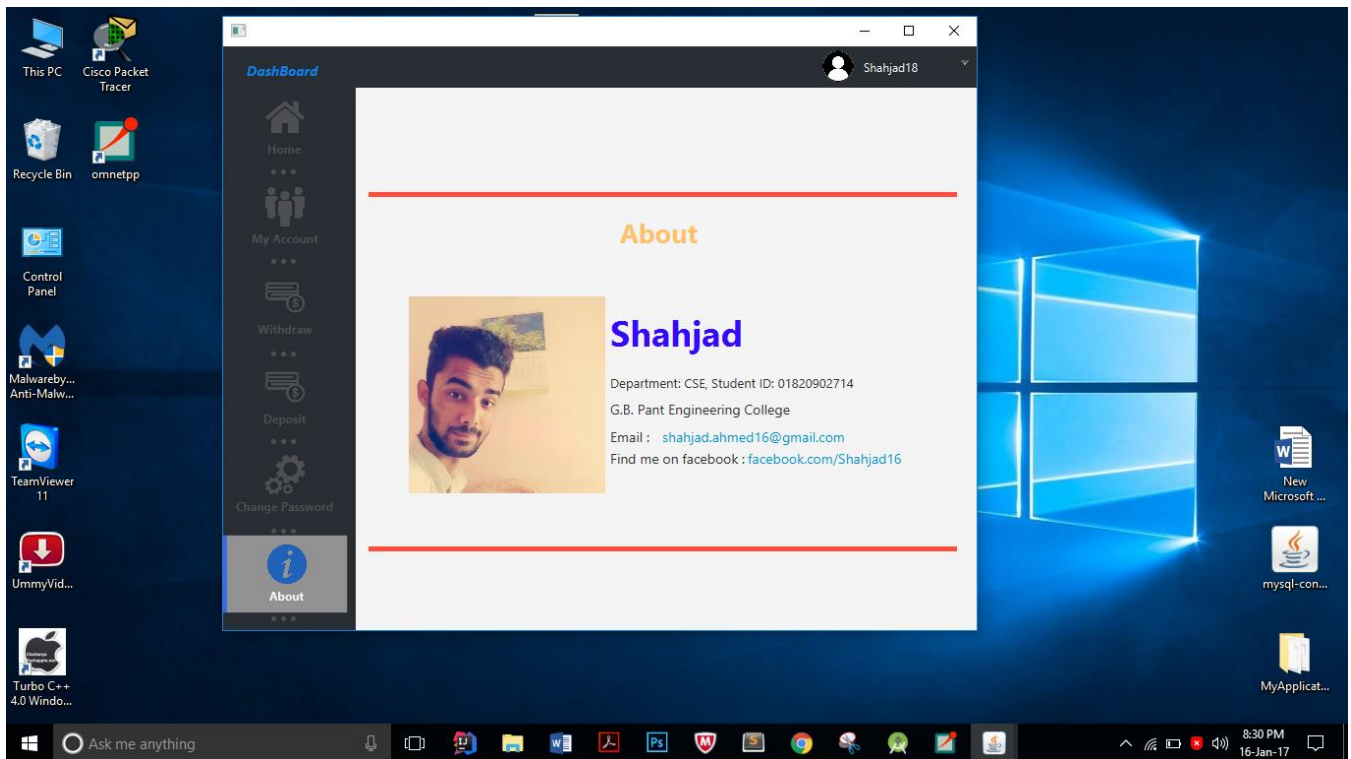 This PC
Cisco Packet
Tracer
Recycle Bin
omnetpp
Control
Panel
Malwareby...
Anti-Malw...
TeamViewer
11
UmmyVid...
Turbo C++
4.0 Windo...
DashBoard
Shahjad18
Home
My Account
Withdraw
Deposit
Change Password
About
About
Shahjad
Department: CSE, Student ID: 01820902714
G.B. Pant Engineering College
Email : shahjad.ahmed16@gmail.com
Find me on facebook : facebook.com/Shahjad16
New
Microsoft ...
mysql-con...
MyApplicat...
Ask me anything
8:30 PM
16-Jan-17